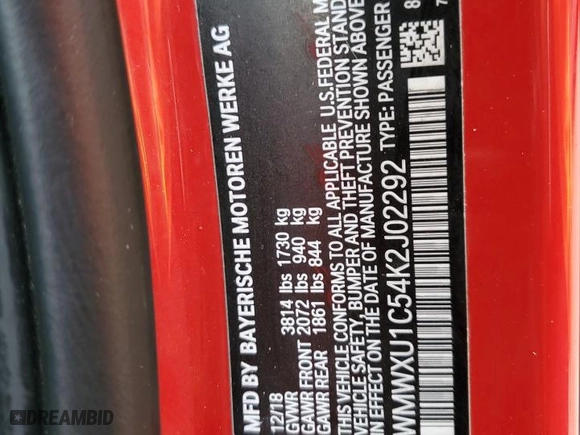 MFD BY BAYERISCHE MOTOREN WERKE AG
12/18
GVWR 3814 lbs 1730 kg
GAWR FRONT 2072 lbs 940 kg
GAWR REAR 1861 lbs 844 kg
THIS VEHICLE CONFORMS TO ALL APPLICABLE U.S. FEDERAL M
VEHICLE SAFETY, BUMPER AND THEFT PREVENTION STAND
EFFECT ON THE DATE OF MANUFACTURE SHOWN ABOVE
WMWXU1C54K2J02292 TYPE: PASSENGER
DREAMBID